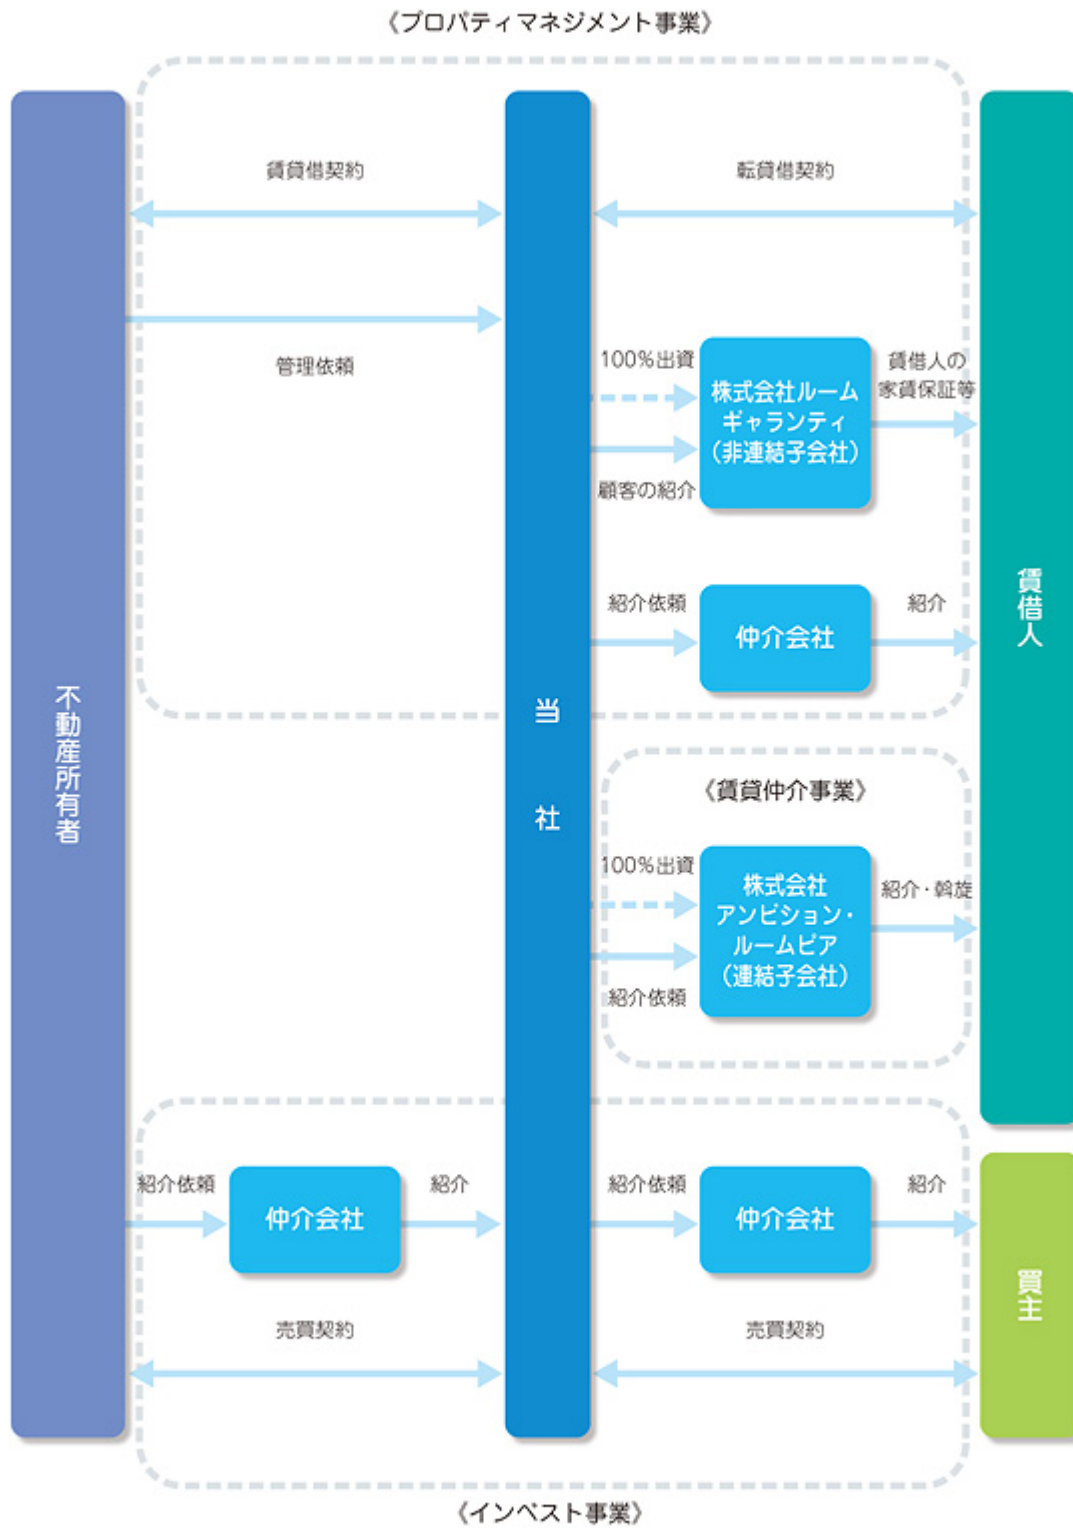 《プロパティマネジメント事業》
賃貸借契約
転貸借契約
管理依頼
100%出資
株式会社ルーム
ギャランティ
（非連結子会社）
賃借人の
家賃保証等
顧客の紹介
紹介依頼
仲介会社
紹介
賃借人
不動産所有者
当社
《賃貸仲介事業》
100%出資
株式会社
アンビション・
ルームピア
（連結子会社）
紹介・斡旋
紹介依頼
紹介依頼
仲介会社
紹介
紹介依頼
仲介会社
紹介
買主
売買契約
売買契約
《インベスト事業》